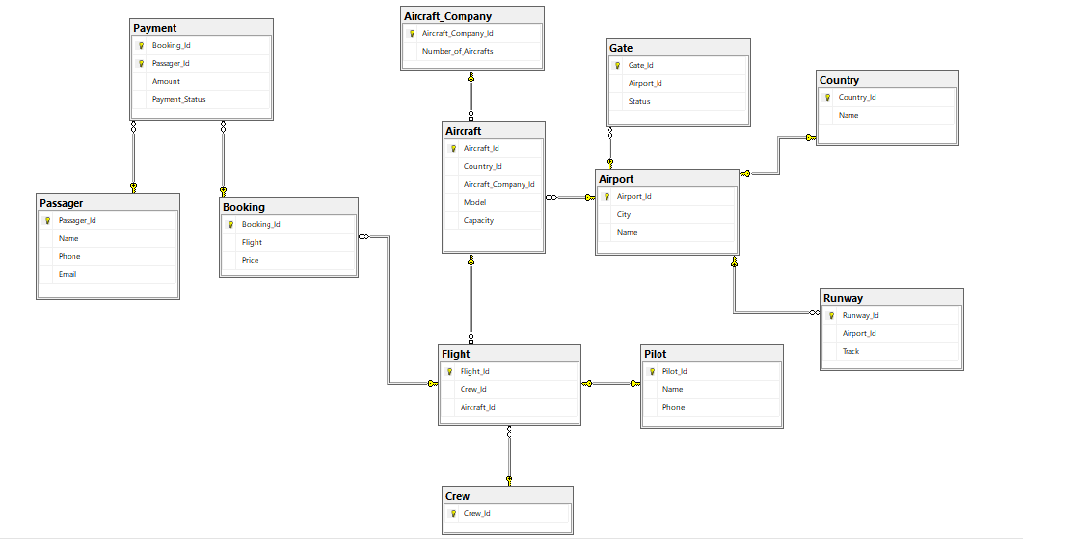 Payment
Booking_Id
Passager_Id
Amount
Payment_Status
Aircraft_Company
Aircraft_Company_Id
Number_of_Aircrafts
Gate
Gate_Id
Airport_id
Status
Country
Country_Id
Name
Aircraft
Aircraft_Id
Country_Id
Aircraft_Company_Id
Model
Capacity
Airport
Airport_Id
City
Name
Passager
Passager_Id
Name
Phone
Email
Booking
Booking_Id
Flight
Price
Runway
Runway_Id
Airport_Id
Track
Flight
Flight_Id
Crew_Id
Aircraft_Id
Pilot
Pilot_Id
Name
Phone
Crew
Crew_Id